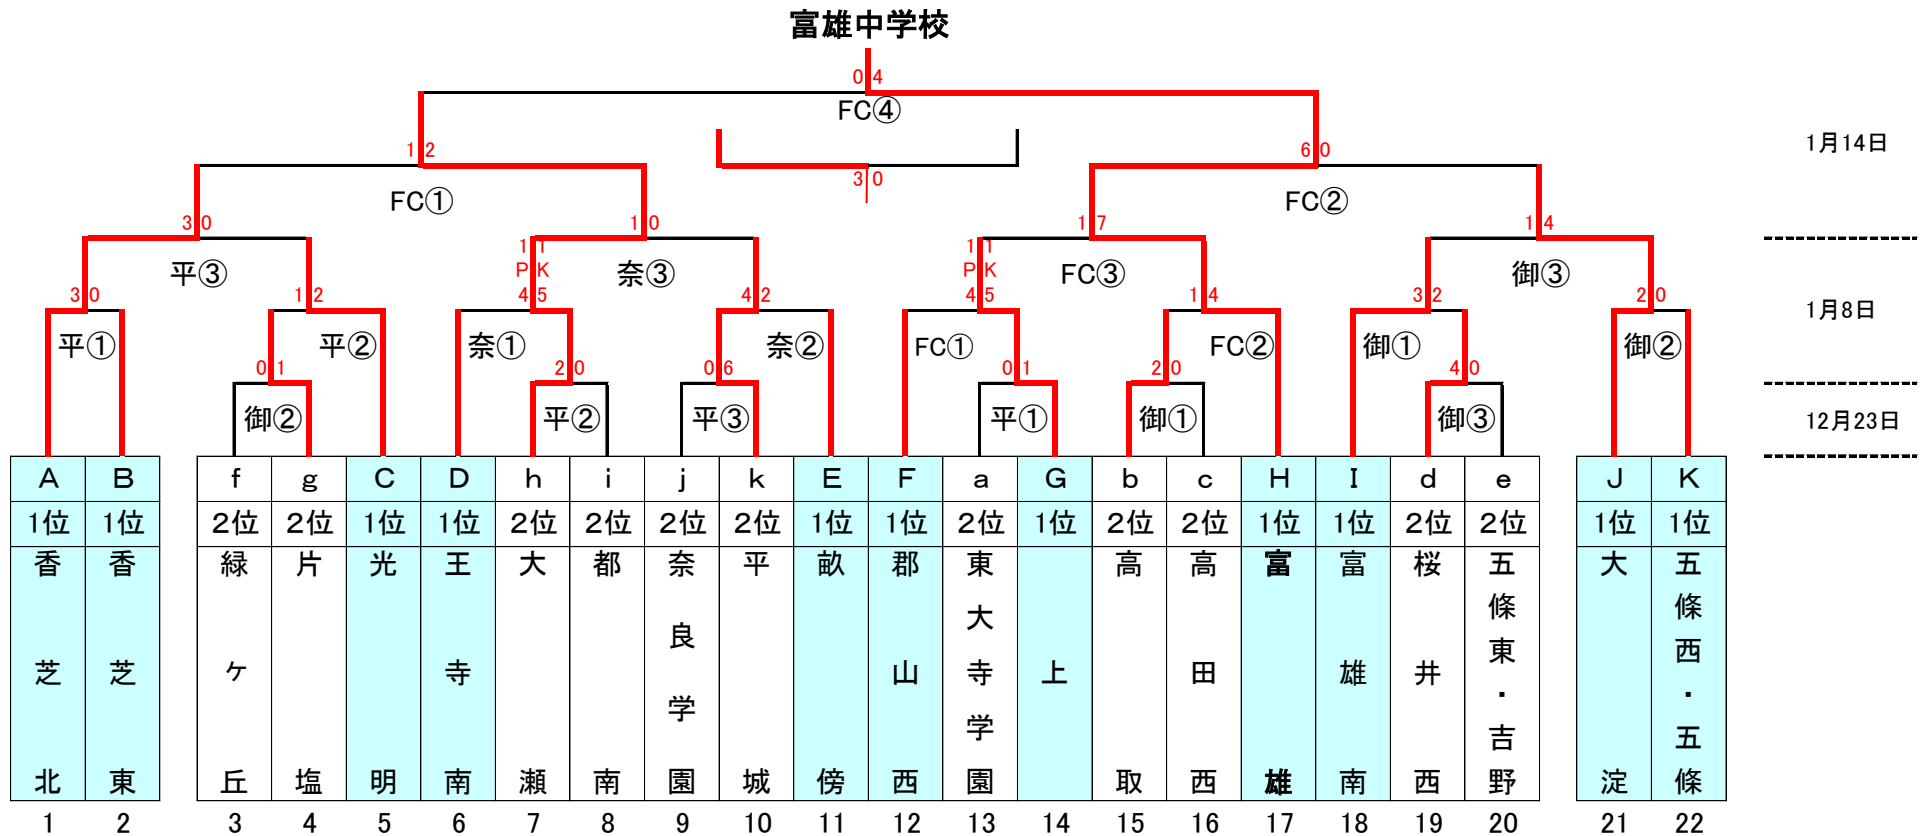 富雄中学校
0 4
FC④
1 2
6 0
1月14日
3 0
FC①
FC②
3 0
1 0
1 7
1 4
1 1
PK
4 5
1 1
PK
4 5
平③
奈③
FC③
御③
3 0
1 2
4 2
1 4
3 2
2 0
1月8日
平①
平②
奈①
奈②
FC①
FC②
御①
御②
0 1
2 0
0 6
0 1
2 0
4 0
御②
平②
平③
平①
御①
御③
12月23日
A B f g C D h i j k E F a G b c H I d e J K
1位 1位 2位 2位 1位 1位 2位 2位 2位 2位 1位 1位 2位 1位 2位 2位 1位 1位 2位 2位 1位 1位
香芝北
香芝東
緑ヶ丘
片塩
光明
王寺南
大瀬
都南
奈良学園
平城
畝傍
郡山西
東大寺学園
上
高取
高田西
富雄
富雄南
桜井西
五條東・吉野
大淀
五條西・五條
1 2 3 4 5 6 7 8 9 10 11 12 13 14 15 16 17 18 19 20 21 22